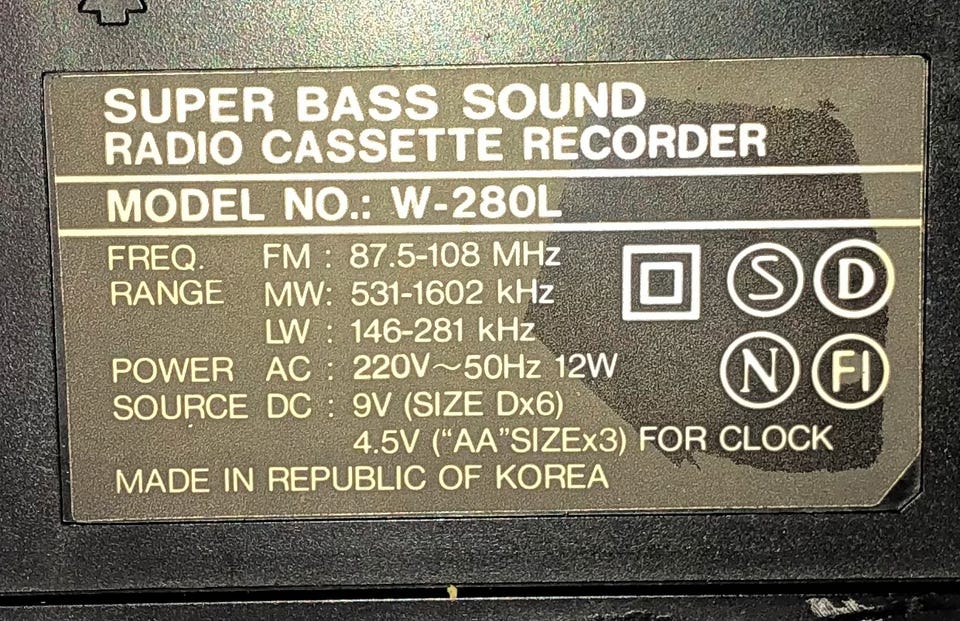 SUPER BASS SOUND
RADIO CASSETTE RECORDER
MODEL NO.: W-280L
FREQ. FM : 87.5-108 MHz
RANGE MW: 531-1602 kHz
LW : 146-281 kHz
POWER AC : 220V~50Hz 12W
SOURCE DC : 9V (SIZE Dx6)
4.5V ("AA"SIZEx3) FOR CLOCK
MADE IN REPUBLIC OF KOREA
S D
N FI